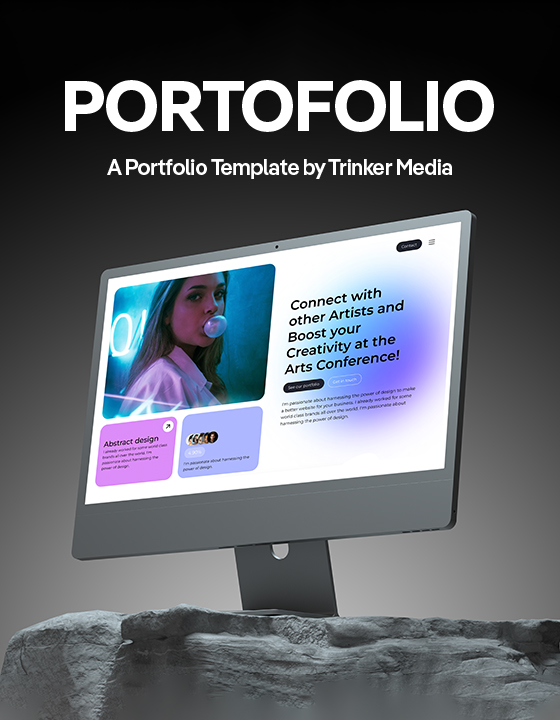 PORTOFOLIO
A Portfolio Template by Trinker Media
Contact
Connect with
other Artists and
Boost your
Creativity at the
Arts Conference!
See our portfolio
Get in touch
I'm passionate about harnessing the power of design to make
a better website for your business. I already worked for some
world class brands all over the world. I'm passionate about
harnessing the power of design.
Abstract design
I already worked for some world class
brands all over the world. I'm
passionate about harnessing the
power of design.
I'm passionate about harnessing the
power of design.